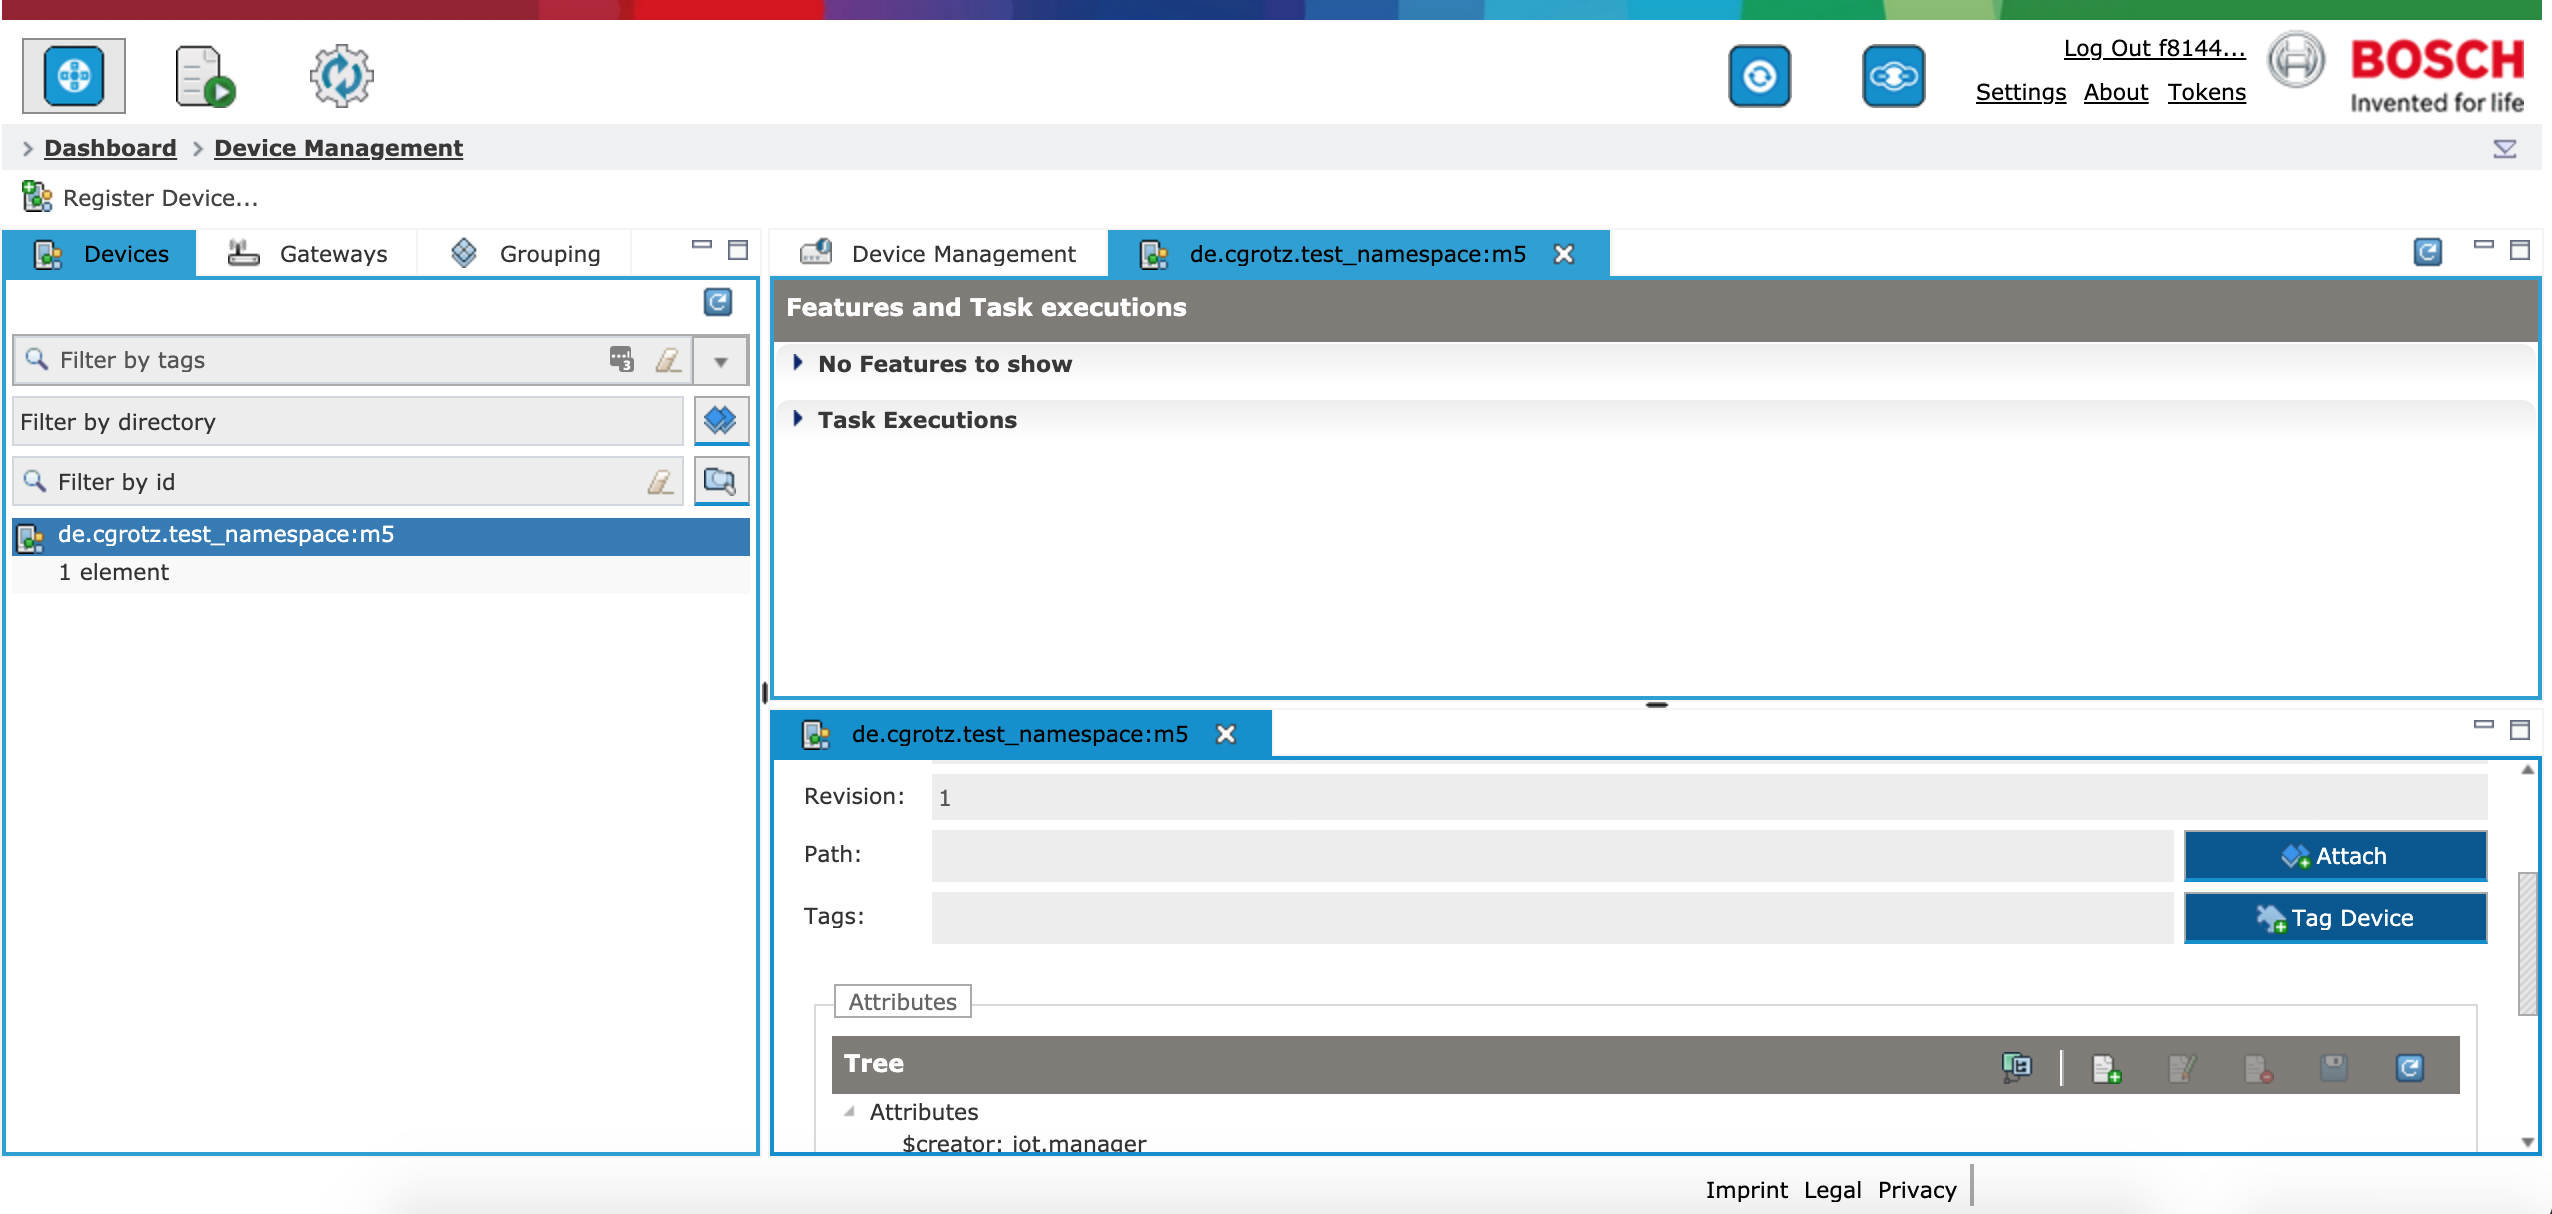 Log Out f8144...
Settings About Tokens
BOSCH
Invented for life
Dashboard Device Management
Register Device...
Devices Gateways Grouping
Device Management de.cgrotz.test_namespace:m5
Features and Task executions
Filter by tags
3
No Features to show
Filter by directory
Task Executions
Filter by id
de.cgrotz.test_namespace:m5
1 element
de.cgrotz.test_namespace:m5
Revision: 1
Path: Attach
Tags: Tag Device
Attributes
Tree
Attributes
$creator: iot.manager
Imprint Legal Privacy